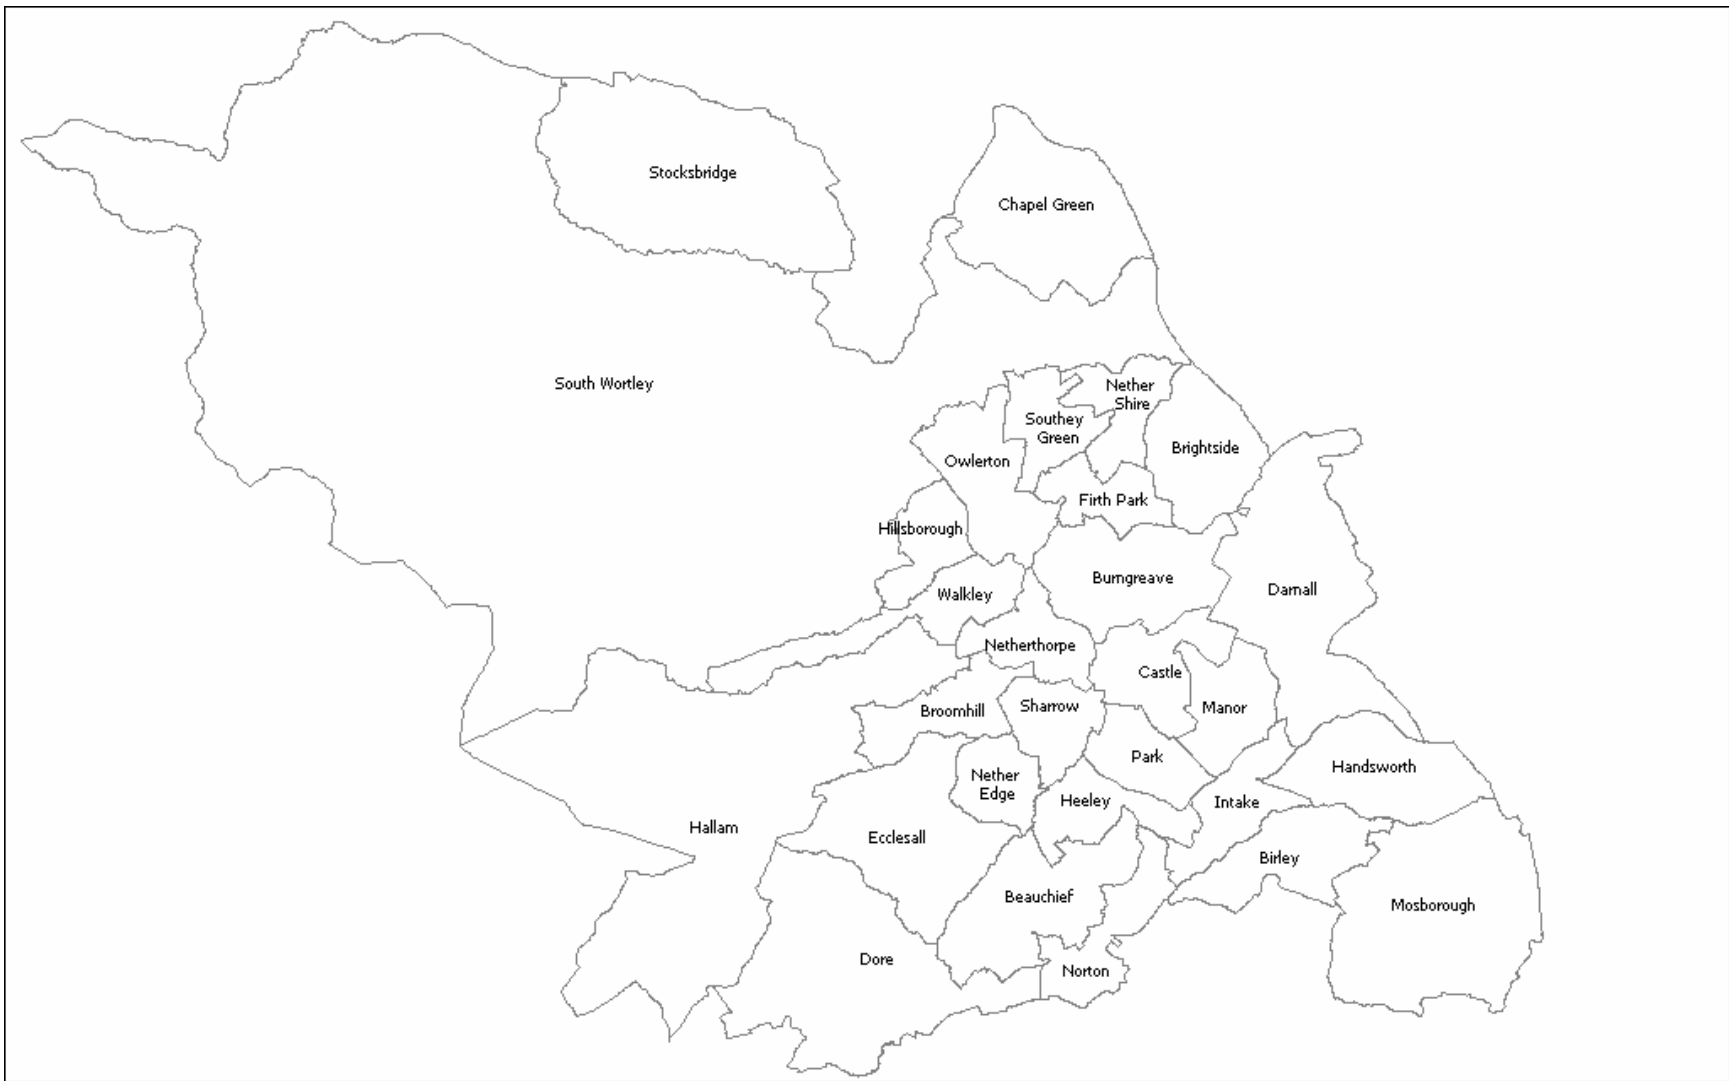 Stocksbridge
Chapel Green
South Wortley
Nether
Shire
Southey
Green
Brightside
Owlerton
Firth Park
Hillsborough
Burngreave
Darnall
Walkley
Netherthorpe
Castle
Manor
Broomhill
Sharrow
Park
Handsworth
Nether
Edge
Heeley
Intake
Hallam
Ecclesall
Birley
Beauchief
Mosborough
Dore
Norton